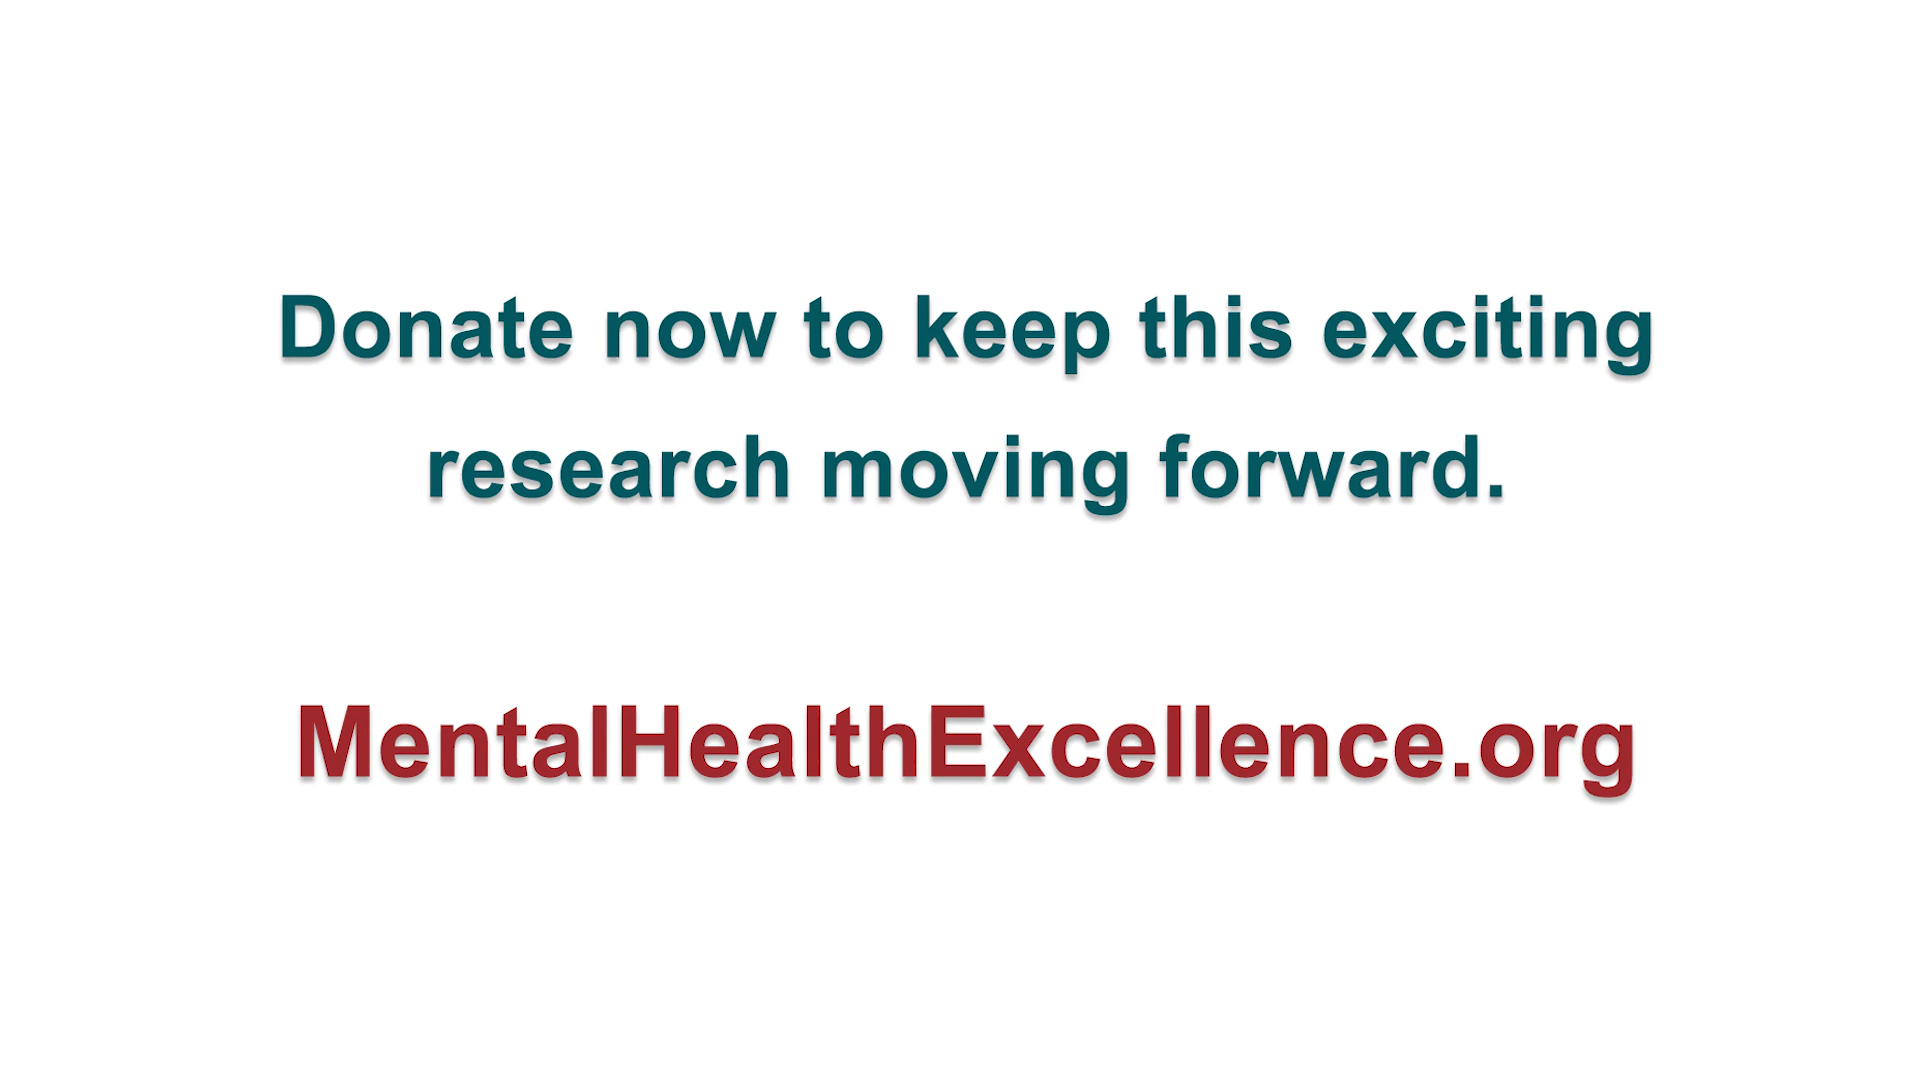 Donate now to keep this exciting
research moving forward.
MentalHealthExcellence.org